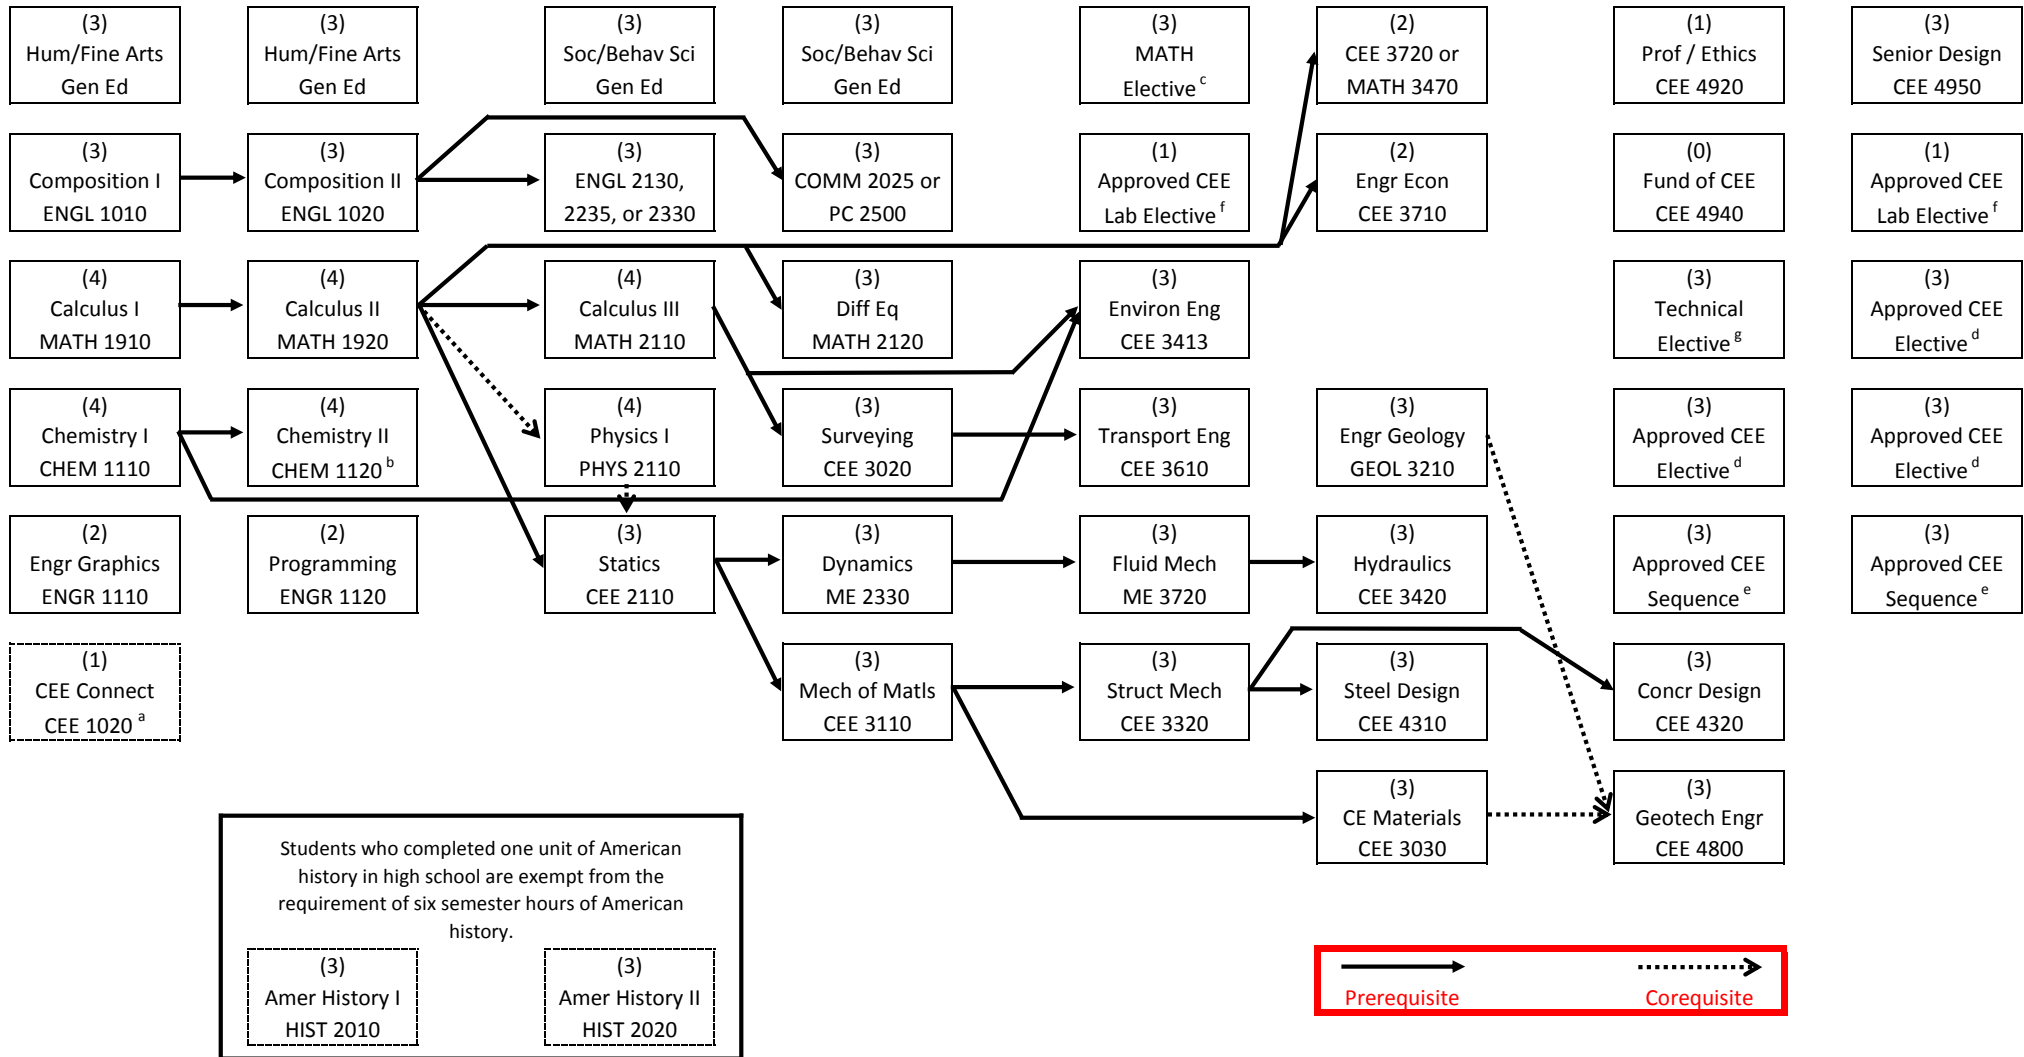 (3)
Hum/Fine Arts
Gen Ed
(3)
Hum/Fine Arts
Gen Ed
(3)
Soc/Behav Sci
Gen Ed
(3)
Soc/Behav Sci
Gen Ed
(3)
MATH
Elective c
(2)
CEE 3720 or
MATH 3470
(1)
Prof / Ethics
CEE 4920
(3)
Senior Design
CEE 4950
(3)
Composition I
ENGL 1010
(3)
Composition II
ENGL 1020
(3)
ENGL 2130,
2235, or 2330
(3)
COMM 2025 or
PC 2500
(1)
Approved CEE
Lab Elective f
(2)
Engr Econ
CEE 3710
(0)
Fund of CEE
CEE 4940
(1)
Approved CEE
Lab Elective f
(4)
Calculus I
MATH 1910
(4)
Calculus II
MATH 1920
(4)
Calculus III
MATH 2110
(3)
Diff Eq
MATH 2120
(3)
Environ Eng
CEE 3413
(3)
Technical
Elective g
(3)
Approved CEE
Elective d
(4)
Chemistry I
CHEM 1110
(4)
Chemistry II
CHEM 1120 b
(4)
Physics I
PHYS 2110
(3)
Surveying
CEE 3020
(3)
Transport Eng
CEE 3610
(3)
Engr Geology
GEOL 3210
(3)
Approved CEE
Elective d
(3)
Approved CEE
Elective d
(2)
Engr Graphics
ENGR 1110
(2)
Programming
ENGR 1120
(3)
Statics
CEE 2110
(3)
Dynamics
ME 2330
(3)
Fluid Mech
ME 3720
(3)
Hydraulics
CEE 3420
(3)
Approved CEE
Sequence e
(3)
Approved CEE
Sequence e
(1)
CEE Connect
CEE 1020 a
(3)
Mech of Matls
CEE 3110
(3)
Struct Mech
CEE 3320
(3)
Steel Design
CEE 4310
(3)
Concr Design
CEE 4320
(3)
CE Materials
CEE 3030
(3)
Geotech Engr
CEE 4800
Students who completed one unit of American
history in high school are exempt from the
requirement of six semester hours of American
history.
(3)
Amer History I
HIST 2010
(3)
Amer History II
HIST 2020
Prerequisite
Corequisite